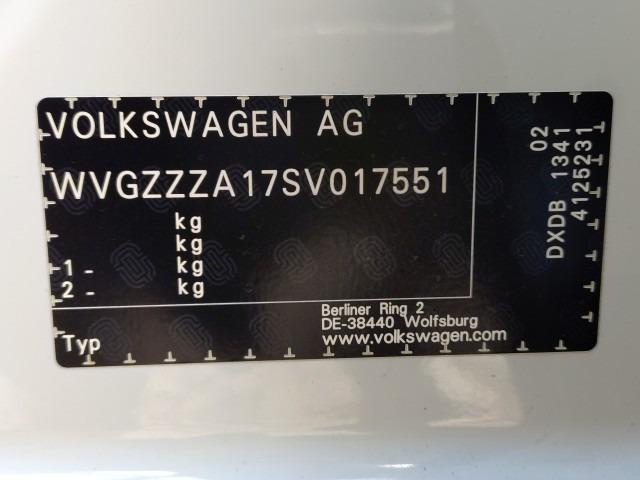 VOLKSWAGEN AG
WVGZZZA17SV017551
kg
kg
1 - kg
2 - kg
Typ
Berliner Ring 2
DE-38440 Wolfsburg
www.volkswagen.com
02
DXDB 1341
4125231